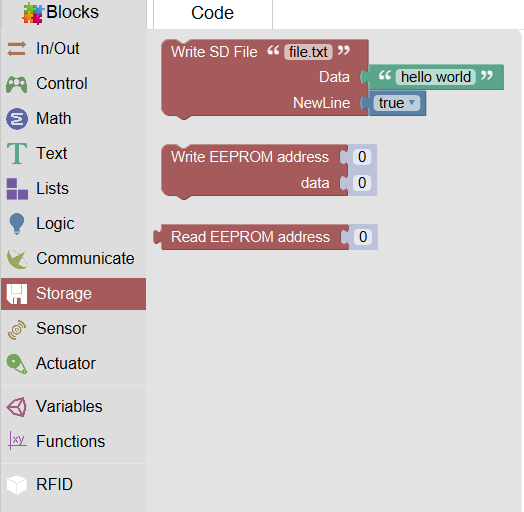 Blocks
Code
In/Out
Control
Math
Text
Lists
Logic
Communicate
Storage
Sensor
Actuator
xy
Variables
Functions
RFID
Write SD File “ file.txt ”
Data “ hello world ”
NewLine true
Write EEPROM address 0
data 0
Read EEPROM address 0